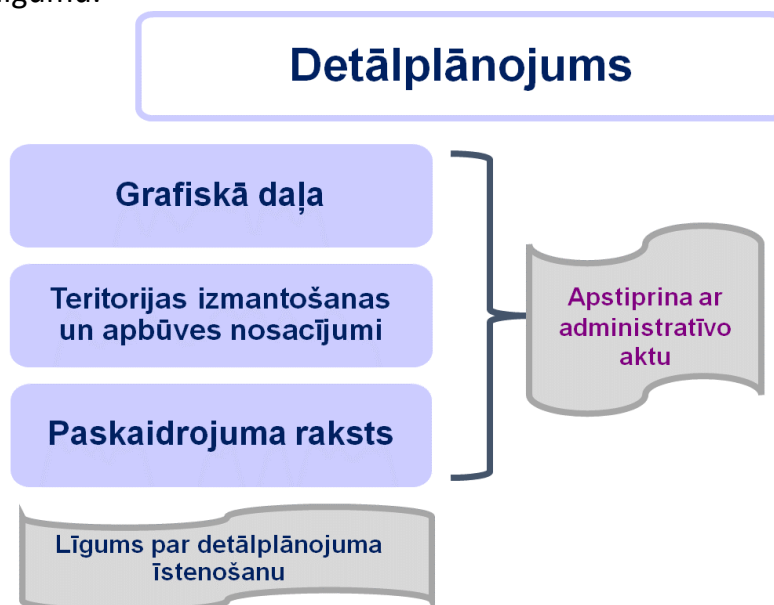 Detālplānojums
Grafiskā daļa
Teritorijas izmantošanas
un apbūves nosacījumi
Paskaidrojuma raksts
Apstiprina ar
administratīvo
aktu
Līgums par detālplānojuma
īstenošanu